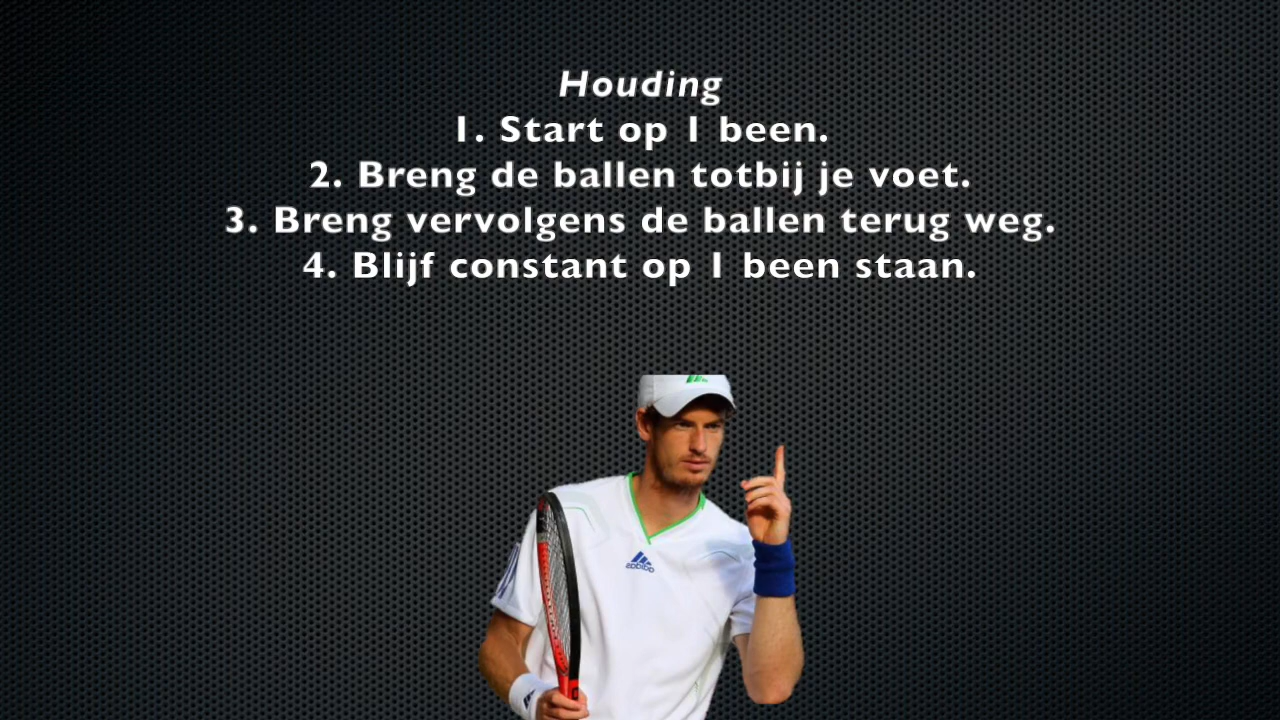 Houding
1. Start op 1 been.
2. Breng de ballen totbij je voet.
3. Breng vervolgens de ballen terug weg.
4. Blijf constant op 1 been staan.
adidas